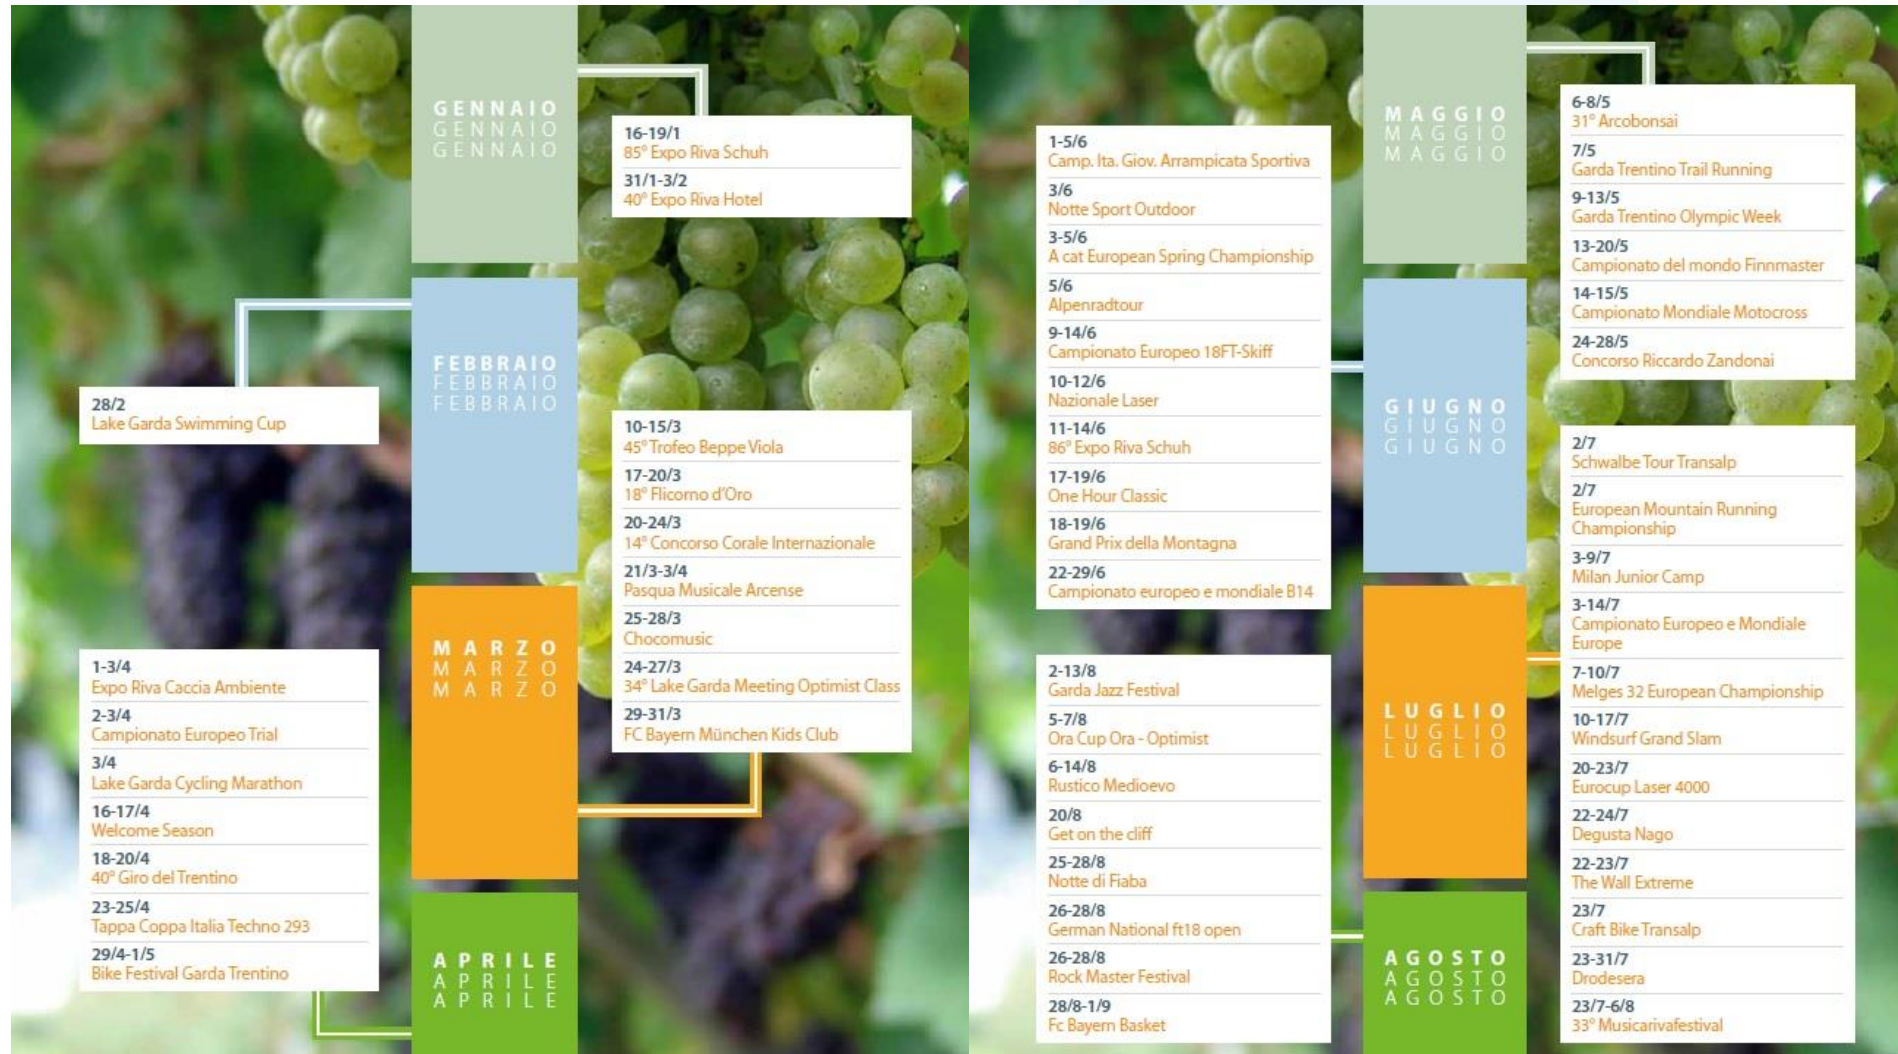 GENNAIO
GENNAIO
GENNAIO
16-19/1
85° Expo Riva Schuh
31/1-3/2
40° Expo Riva Hotel
FEBBRAIO
FEBBRAIO
FEBBRAIO
28/2
Lake Garda Swimming Cup
MARZO
MARZO
MARZO
10-15/3
45° Trofeo Beppe Viola
17-20/3
18° Flicorno d'Oro
20-24/3
14° Concorso Corale Internazionale
21/3-3/4
Pasqua Musicale Arcense
25-28/3
Chocomusic
24-27/3
34° Lake Garda Meeting Optimist Class
29-31/3
FC Bayern München Kids Club
APRILE
APRILE
APRILE
1-3/4
Expo Riva Caccia Ambiente
2-3/4
Campionato Europeo Trial
3/4
Lake Garda Cycling Marathon
16-17/4
Welcome Season
18-20/4
40° Giro del Trentino
23-25/4
Tappa Coppa Italia Techno 293
29/4-1/5
Bike Festival Garda Trentino
MAGGIO
MAGGIO
MAGGIO
6-8/5
31° Arcobonsai
7/5
Garda Trentino Trail Running
9-13/5
Garda Trentino Olympic Week
13-20/5
Campionato del mondo Finnmaster
14-15/5
Campionato Mondiale Motocross
24-28/5
Concorso Riccardo Zandonai
GIUGNO
GIUGNO
GIUGNO
1-5/6
Camp. Ita. Giov. Arrampicata Sportiva
3/6
Notte Sport Outdoor
3-5/6
A cat European Spring Championship
5/6
Alpenradtour
9-14/6
Campionato Europeo 18FT-Skiff
10-12/6
Nazionale Laser
11-14/6
86° Expo Riva Schuh
17-19/6
One Hour Classic
18-19/6
Grand Prix della Montagna
22-29/6
Campionato europeo e mondiale B14
LUGLIO
LUGLIO
LUGLIO
2/7
Schwalbe Tour Transalp
2/7
European Mountain Running
Championship
3-9/7
Milan Junior Camp
3-14/7
Campionato Europeo e Mondiale
Europe
7-10/7
Melges 32 European Championship
10-17/7
Windsurf Grand Slam
20-23/7
Eurocup Laser 4000
22-24/7
Degusta Nago
22-23/7
The Wall Extreme
23/7
Craft Bike Transalp
23-31/7
Drodesera
23/7-6/8
33° Musicarivafestival
AGOSTO
AGOSTO
AGOSTO
2-13/8
Garda Jazz Festival
5-7/8
Ora Cup Ora - Optimist
6-14/8
Rustico Medioevo
20/8
Get on the cliff
25-28/8
Notte di Fiaba
26-28/8
German National ft18 open
26-28/8
Rock Master Festival
28/8-1/9
Fc Bayern Basket